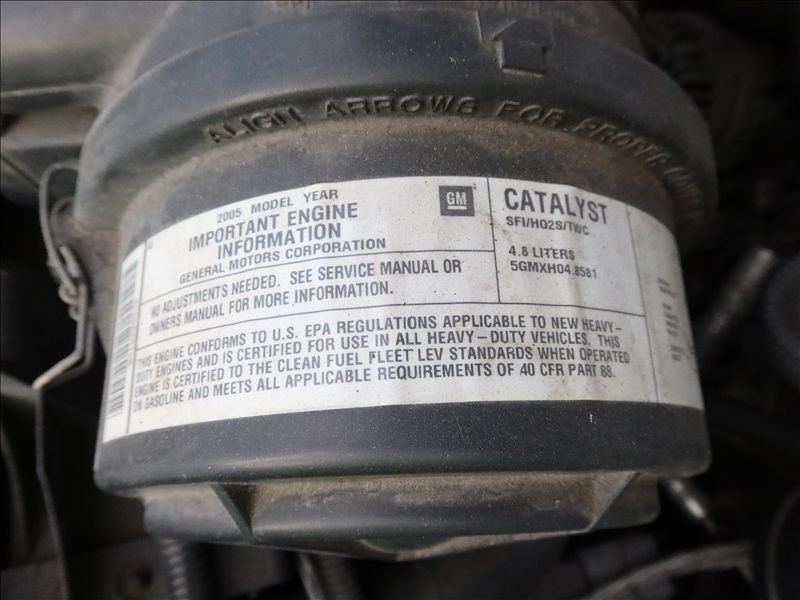 ALIGN ARROWS FOR PROPER
2005 MODEL YEAR
IMPORTANT ENGINE
INFORMATION
GENERAL MOTORS CORPORATION
GM
CATALYST
SFI/HO2S/TWC
4.8 LITERS
5GMXH04.8581
NO ADJUSTMENTS NEEDED. SEE SERVICE MANUAL OR
OWNERS MANUAL FOR MORE INFORMATION.
THIS ENGINE CONFORMS TO U.S. EPA REGULATIONS APPLICABLE TO NEW HEAVY-
DUTY ENGINES AND IS CERTIFIED FOR USE IN ALL HEAVY-DUTY VEHICLES. THIS
ENGINE IS CERTIFIED TO THE CLEAN FUEL FLEET LEV STANDARDS WHEN OPERATED
ON GASOLINE AND MEETS ALL APPLICABLE REQUIREMENTS OF 40 CFR PART 88.